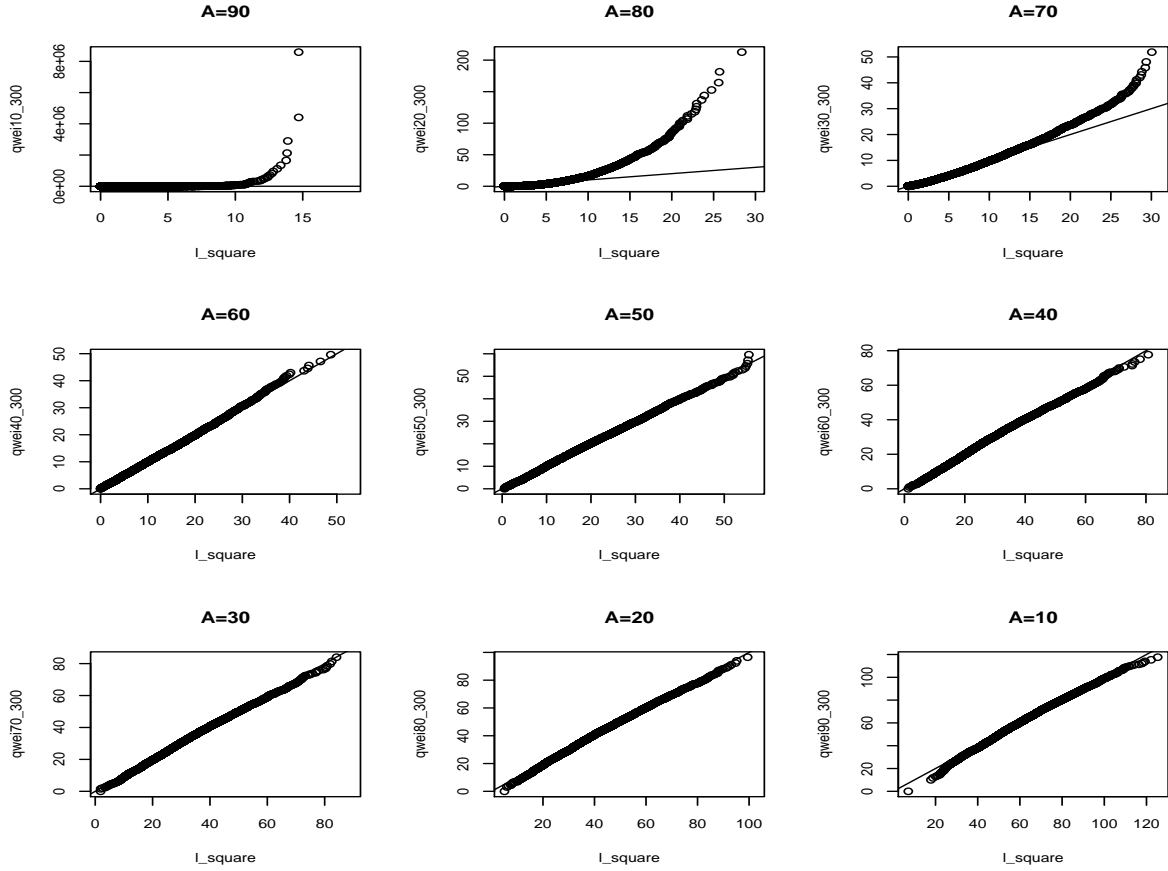 A=90
qwei10_300
0e+00 4e+06 8e+06
0 5 10 15
l_square
A=80
qwei20_300
0 50 100 200
0 5 10 15 20 25 30
l_square
A=70
qwei30_300
0 10 20 30 40 50
0 5 10 15 20 25 30
l_square
A=60
qwei40_300
0 10 20 30 40 50
0 10 20 30 40 50
l_square
A=50
qwei50_300
0 10 30 50
0 10 20 30 40 50
l_square
A=40
qwei60_300
0 20 40 60 80
0 20 40 60 80
l_square
A=30
qwei70_300
0 20 40 60 80
0 20 40 60 80
l_square
A=20
qwei80_300
0 20 40 60 80
20 40 60 80 100
l_square
A=10
qwei90_300
0 20 60 100
20 40 60 80 100 120
l_square